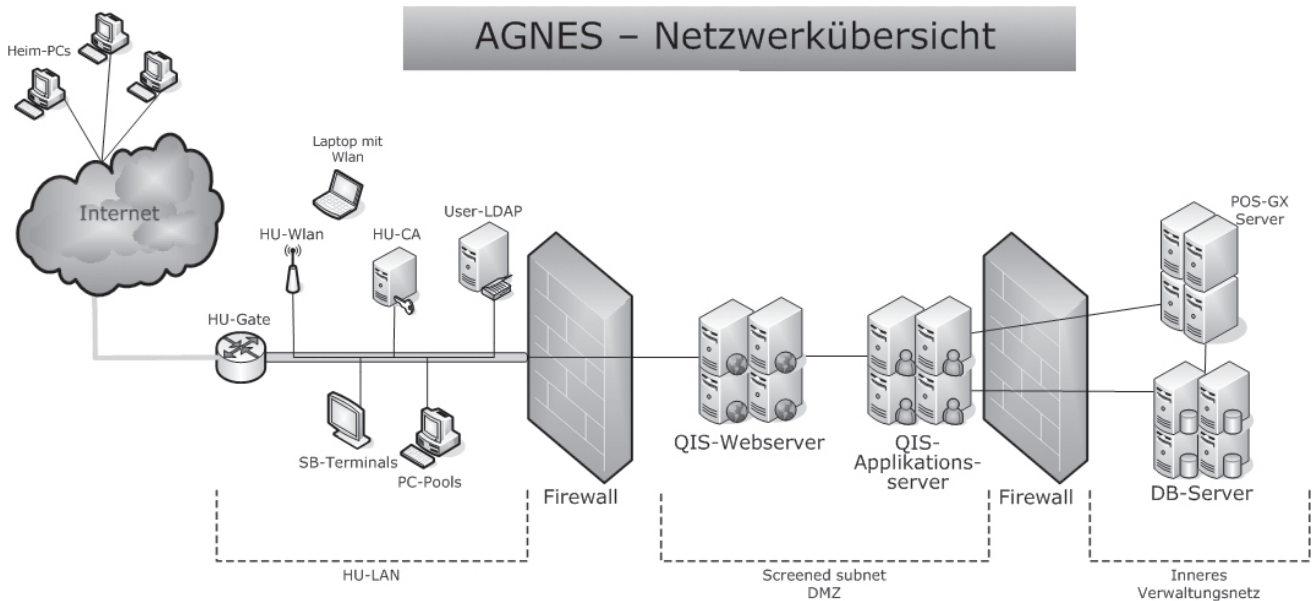 AGNES – Netzwerkübersicht
Heim-PCs
Internet
Laptop mit
Wlan
HU-Wlan
HU-CA
User-LDAP
HU-Gate
SB-Terminals
PC-Pools
Firewall
QIS-Webserver
QIS-
Applikations-
server
Firewall
POS-GX
Server
DB-Server
HU-LAN
Screened subnet
DMZ
Inneres
Verwaltungsnetz